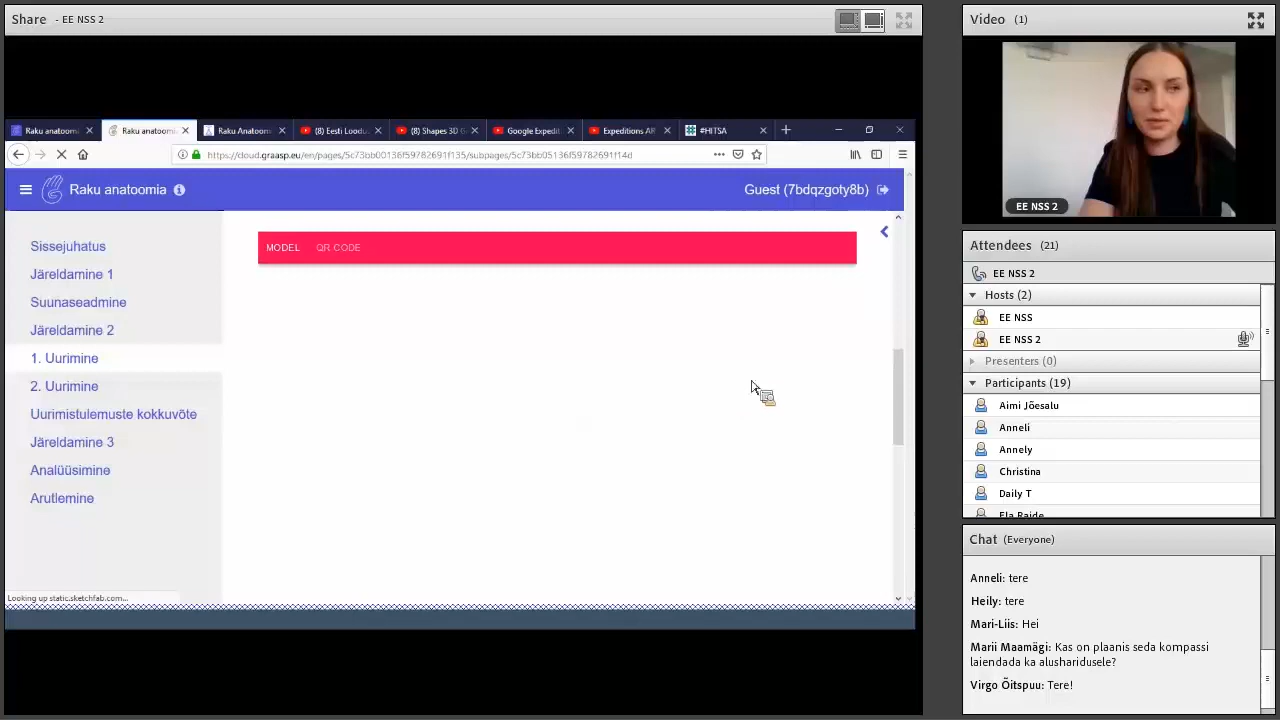 Share - EE NSS 2
Raku anatoom
Raku anatoom
Raku Anatoom
(8) Eesti Loodu
(8) Shapes 3D
Google Expedit
Expeditions AR
#HITSA
https://cloud.graasp.eu/en/pages/5c73bb00136f59782691f135/subpages/5c73bb05136f59782691f14d
Raku anatoomia
Guest (7bdqzgoty8b)
Sissejuhatus
Järeldamine 1
Suunaseadmine
Järeldamine 2
1. Uurimine
2. Uurimine
Uurimistulemuste kokkuvõte
Järeldamine 3
Analüüsimine
Arutlemine
MODEL QR CODE
Looking up static.sketchfab.com...
Video (1)
EE NSS 2
Attendees (21)
EE NSS 2
Hosts (2)
EE NSS
EE NSS 2
Presenters (0)
Participants (19)
Aimi Jõesalu
Anneli
Annely
Christina
Daily T
Ela Raide
Chat (Everyone)
Anneli: tere
Heily: tere
Mari-Liis: Hei
Marii Maamägi: Kas on plaanis seda kompassi
laiendada ka alusharidusele?
Virgo Õitspuu: Tere!